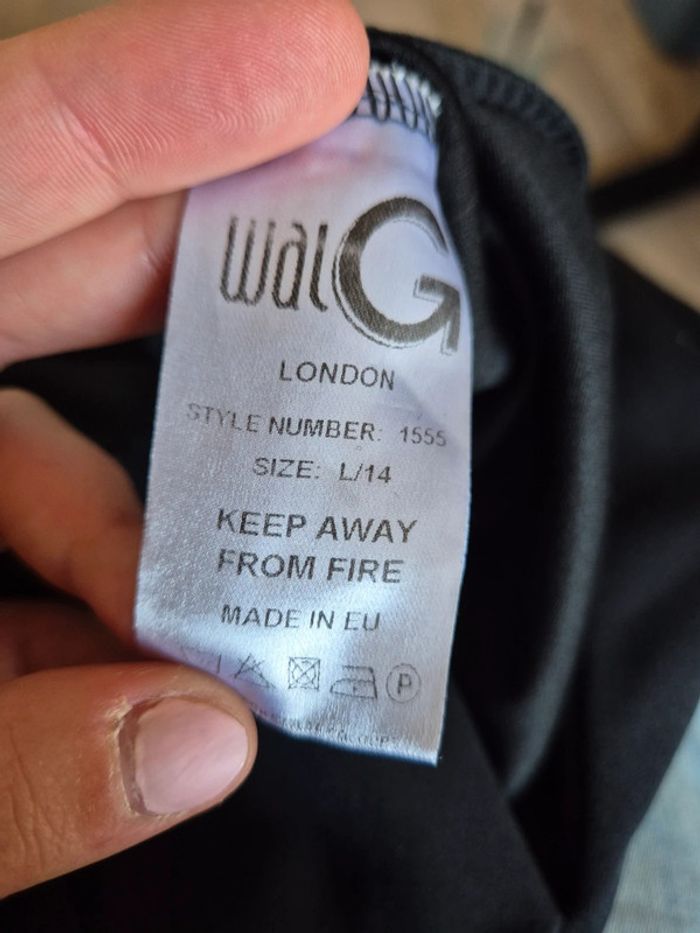 walG
LONDON
STYLE NUMBER: 1555
SIZE: L/14
KEEP AWAY
FROM FIRE
MADE IN EU
P